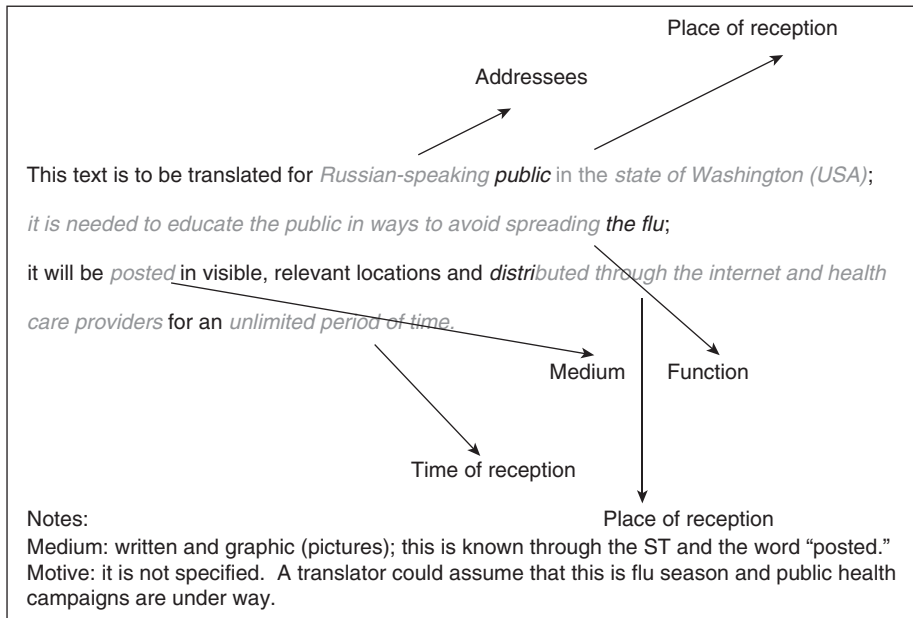 Place of reception
Addressees
This text is to be translated for Russian-speaking public in the state of Washington (USA);
it is needed to educate the public in ways to avoid spreading the flu;
it will be posted in visible, relevant locations and distributed through the internet and health
care providers for an unlimited period of time.
Medium Function
Time of reception
Place of reception
Notes:
Medium: written and graphic (pictures); this is known through the ST and the word “posted.”
Motive: it is not specified. A translator could assume that this is flu season and public health
campaigns are under way.